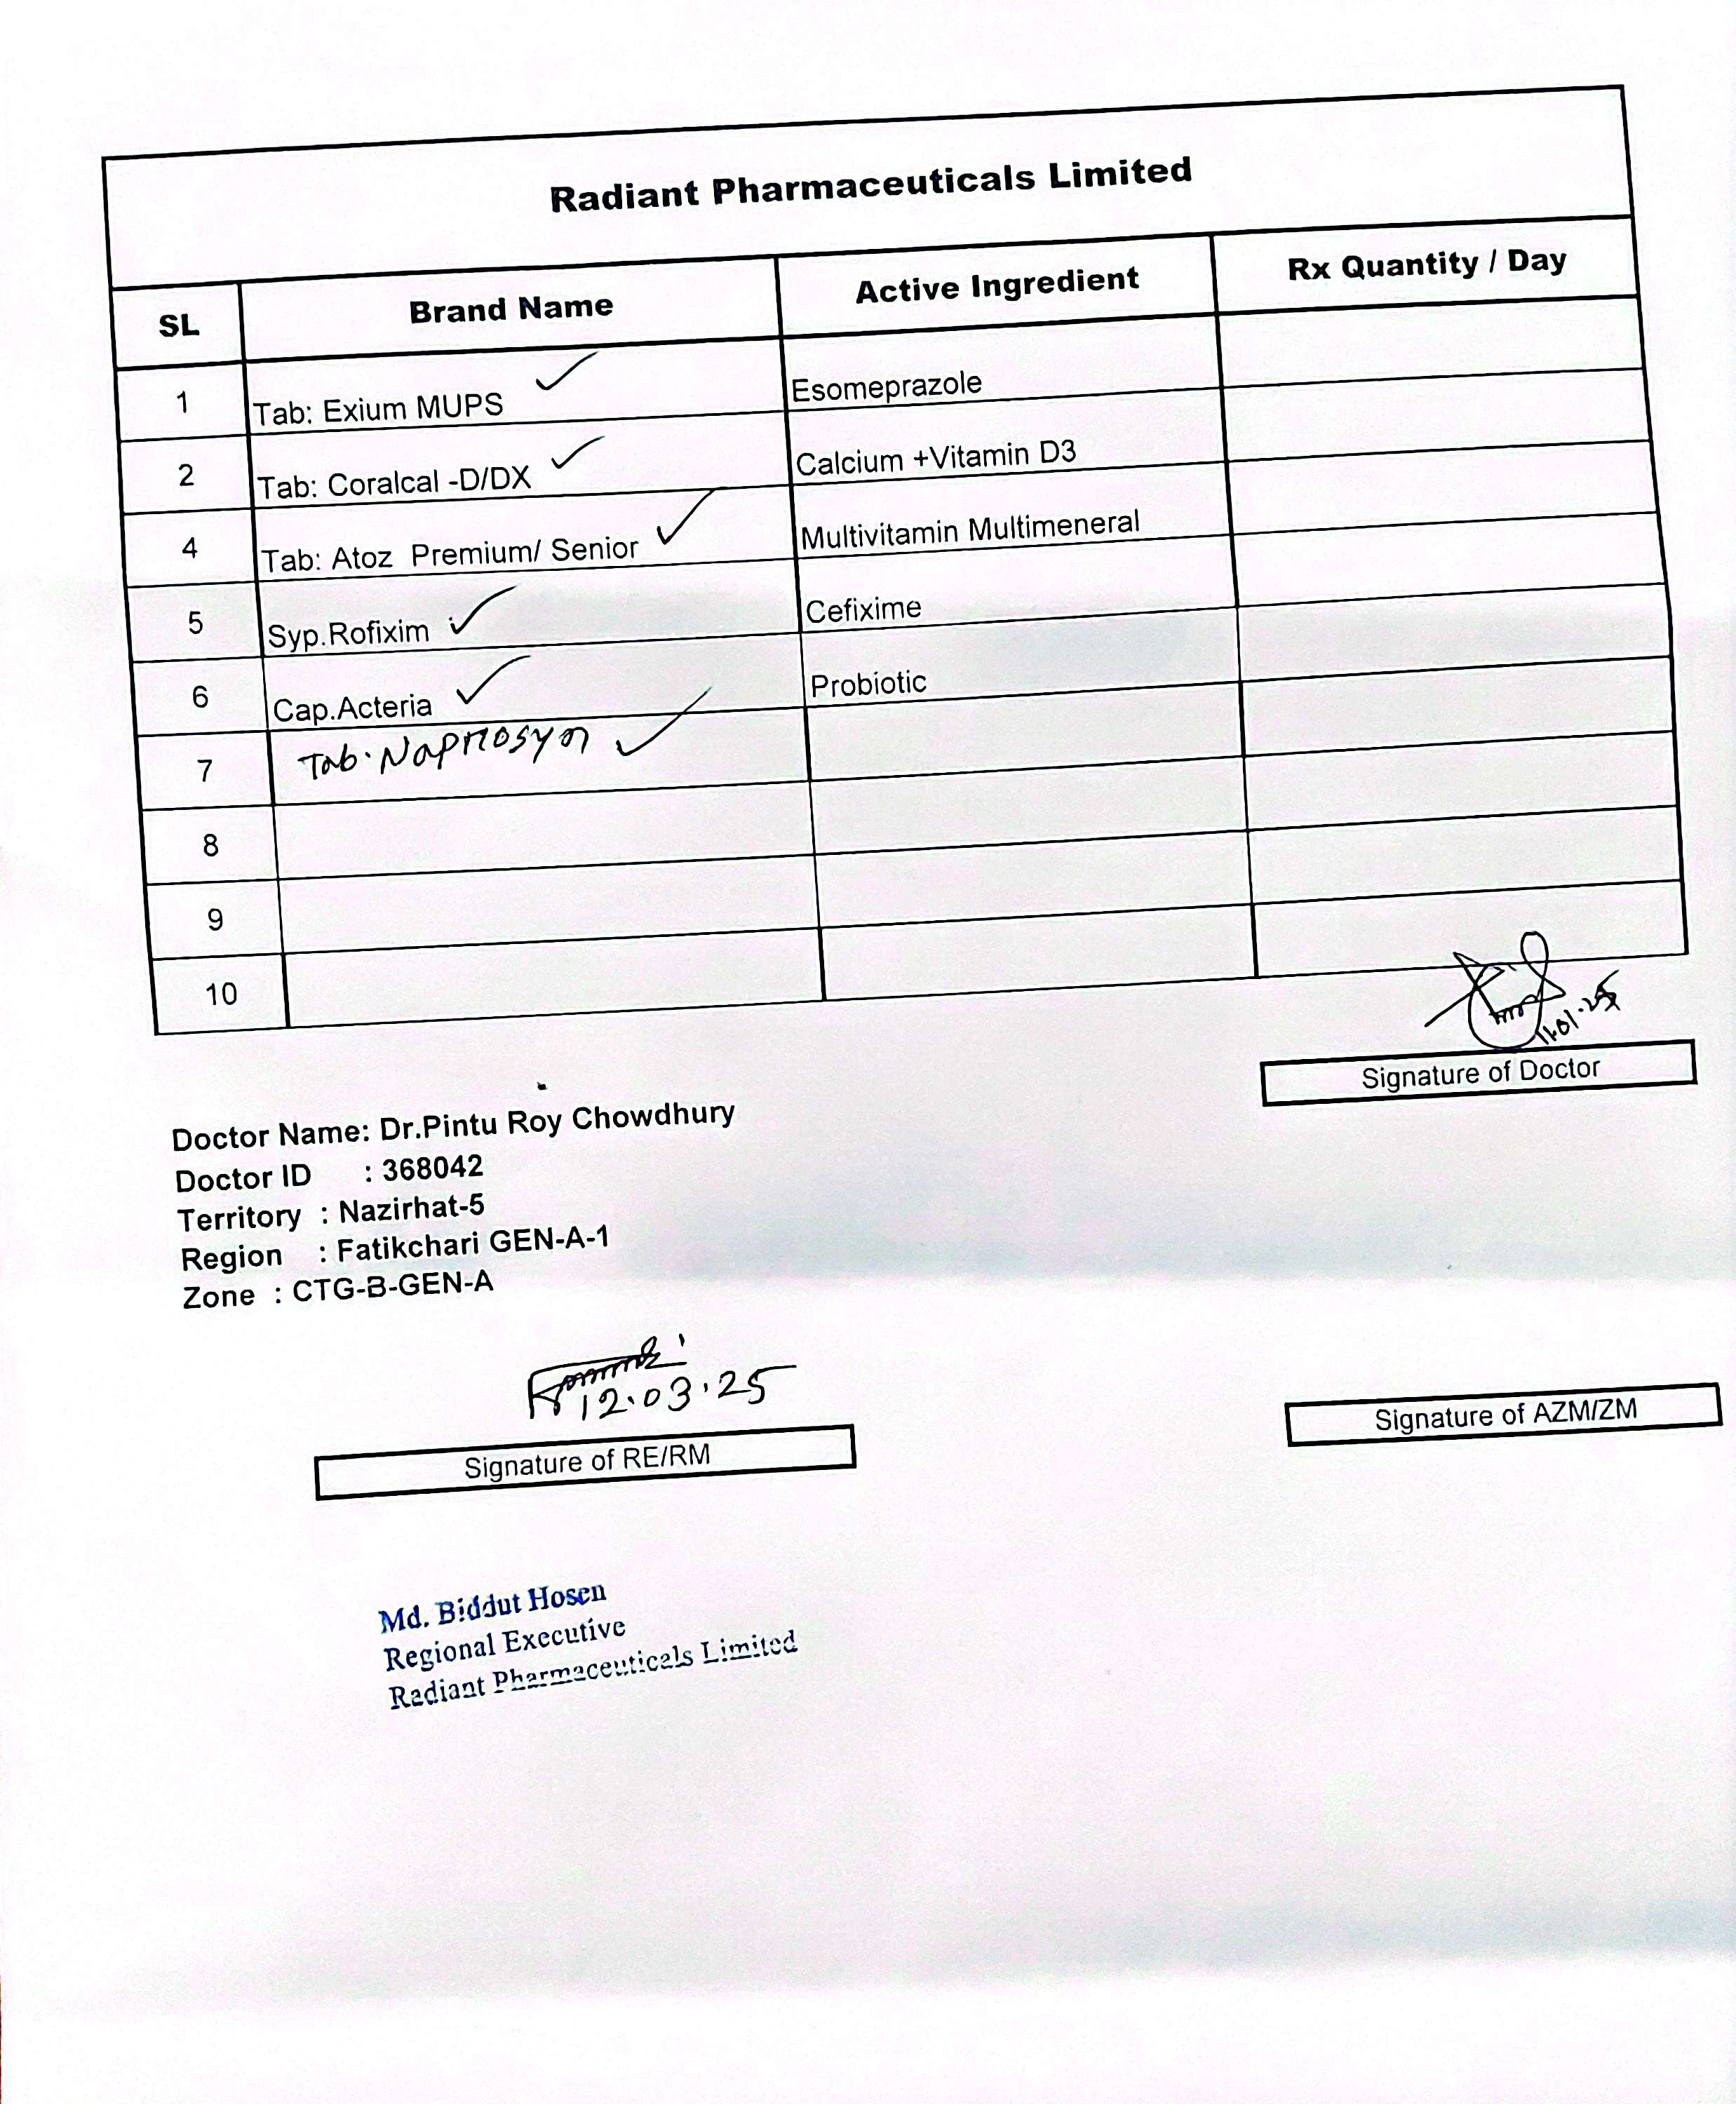 Radiant Pharmaceuticals Limited
SL Brand Name Active Ingredient Rx Quantity / Day
1 Tab: Exium MUPS Esomeprazole
2 Tab: Coralcal -D/DX Calcium +Vitamin D3
4 Tab: Atoz Premium/ Senior Multivitamin Multimeneral
5 Syp.Rofixim Cefixime
6 Cap.Acteria Probiotic
7 Tab. Naprosyn
8
9
10
Signature of Doctor
Doctor Name: Dr.Pintu Roy Chowdhury
Doctor ID : 368042
Territory : Nazirhat-5
Region : Fatikchari GEN-A-1
Zone : CTG-B-GEN-A
12.03.25
Signature of RE/RM
Signature of AZM/ZM
Md. Biddut Hosen
Regional Executive
Radiant Pharmaceuticals Limited